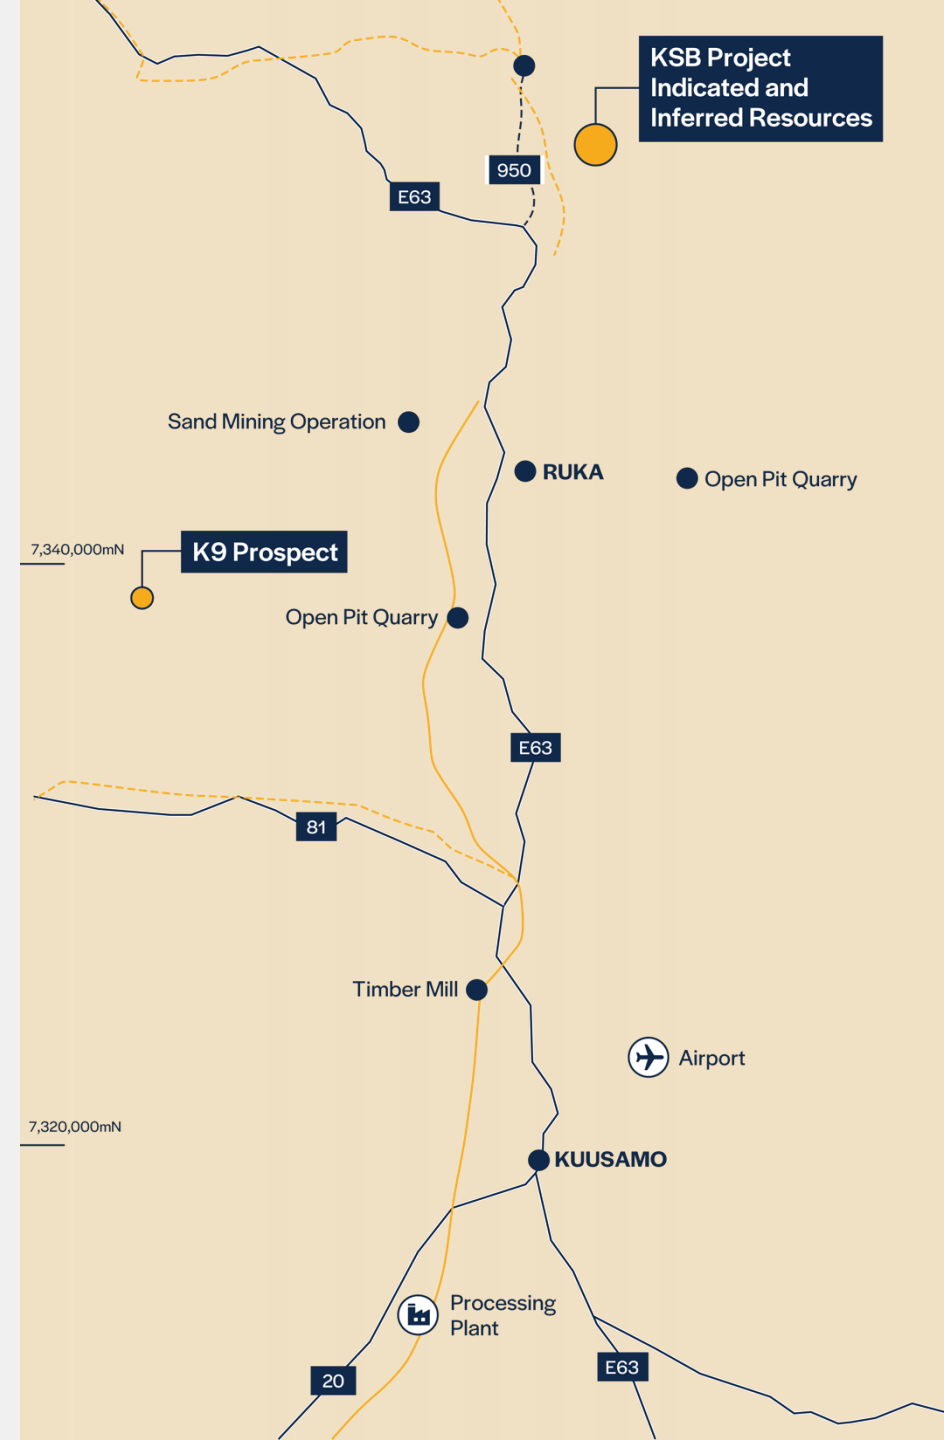 KSB Project
Indicated and
Inferred Resources
950
E63
Sand Mining Operation
RUKA
Open Pit Quarry
7,340,000mN
K9 Prospect
Open Pit Quarry
E63
81
Timber Mill
Airport
7,320,000mN
KUUSAMO
Processing
Plant
E63
20